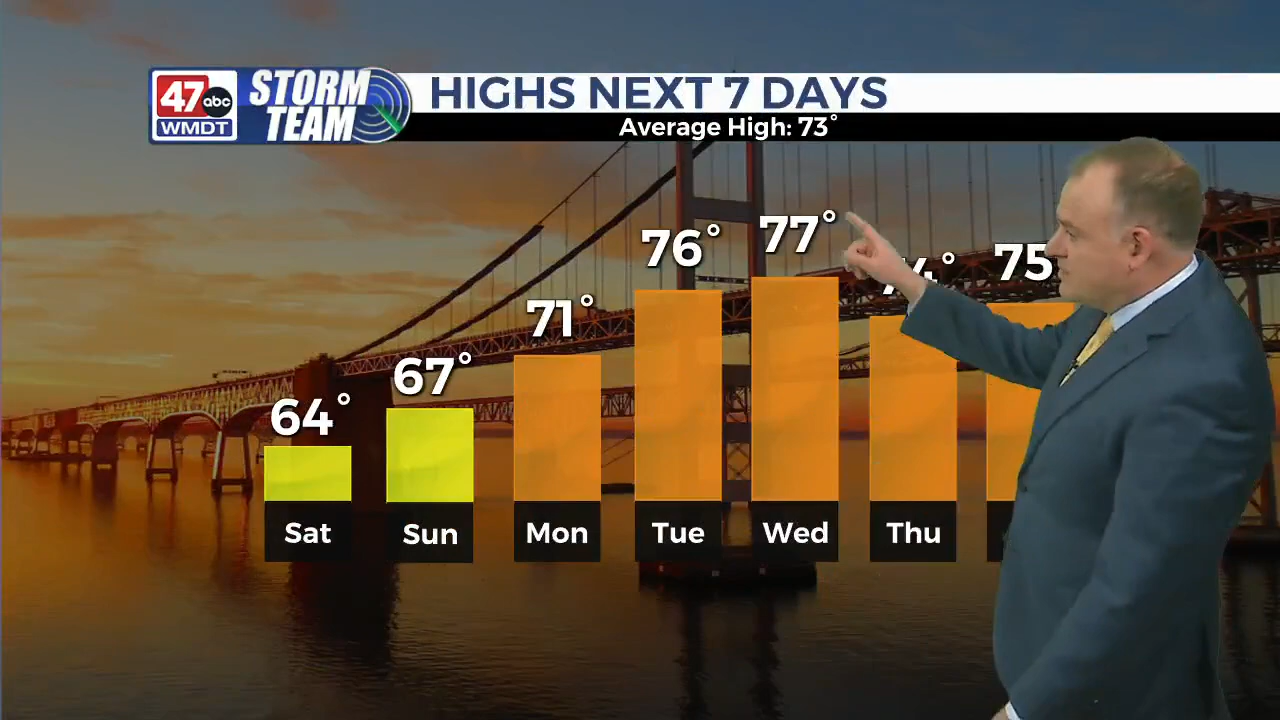 47 abc
WMDT
STORM
TEAM
HIGHS NEXT 7 DAYS
Average High: 73°
64° 67° 71° 76° 77° 75
Sat Sun Mon Tue Wed Thu